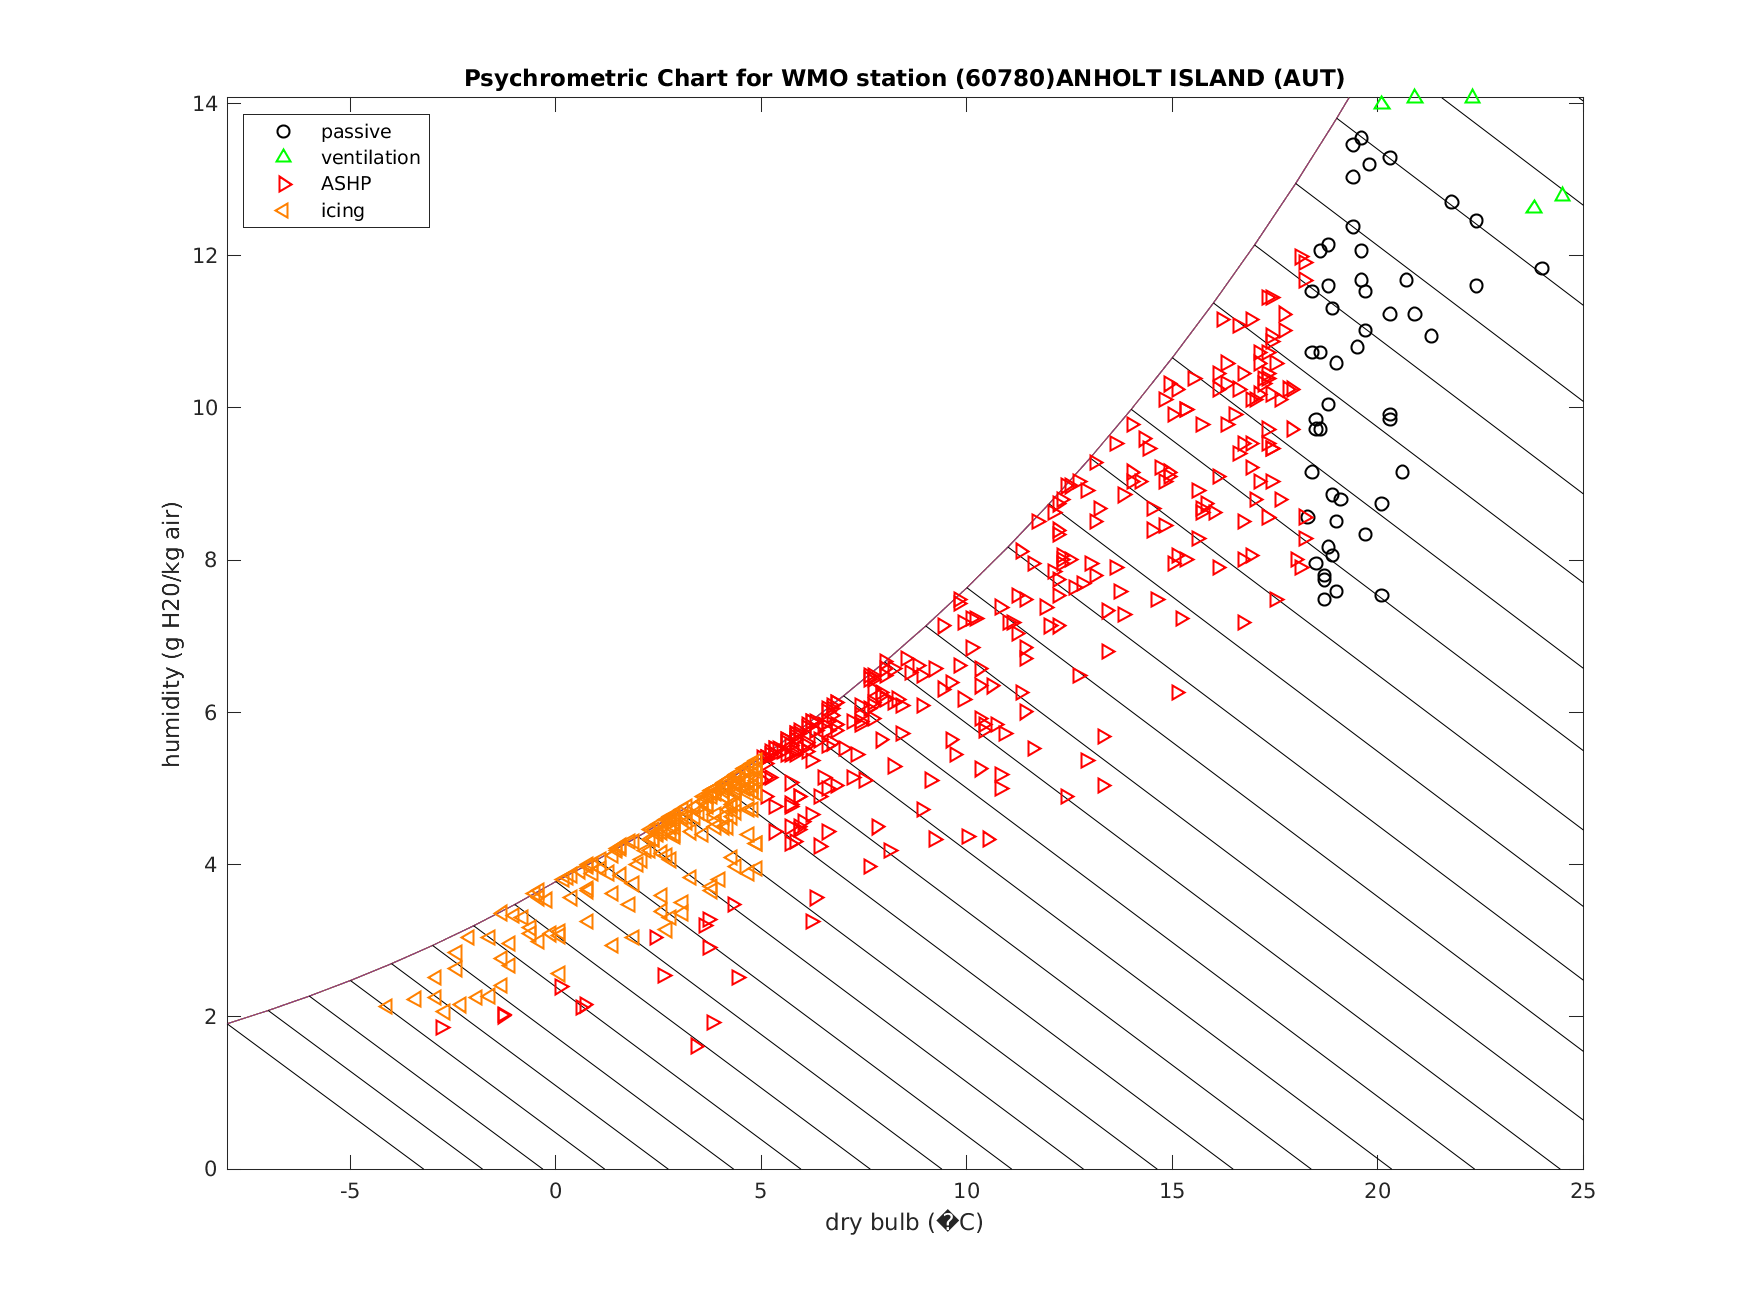 Psychrometric Chart for WMO station (60780)ANHOLT ISLAND (AUT)
passive
ventilation
ASHP
icing
14
12
10
8
6
4
2
0
humidity (g H20/kg air)
-5
0
5
10
15
20
25
dry bulb (�C)